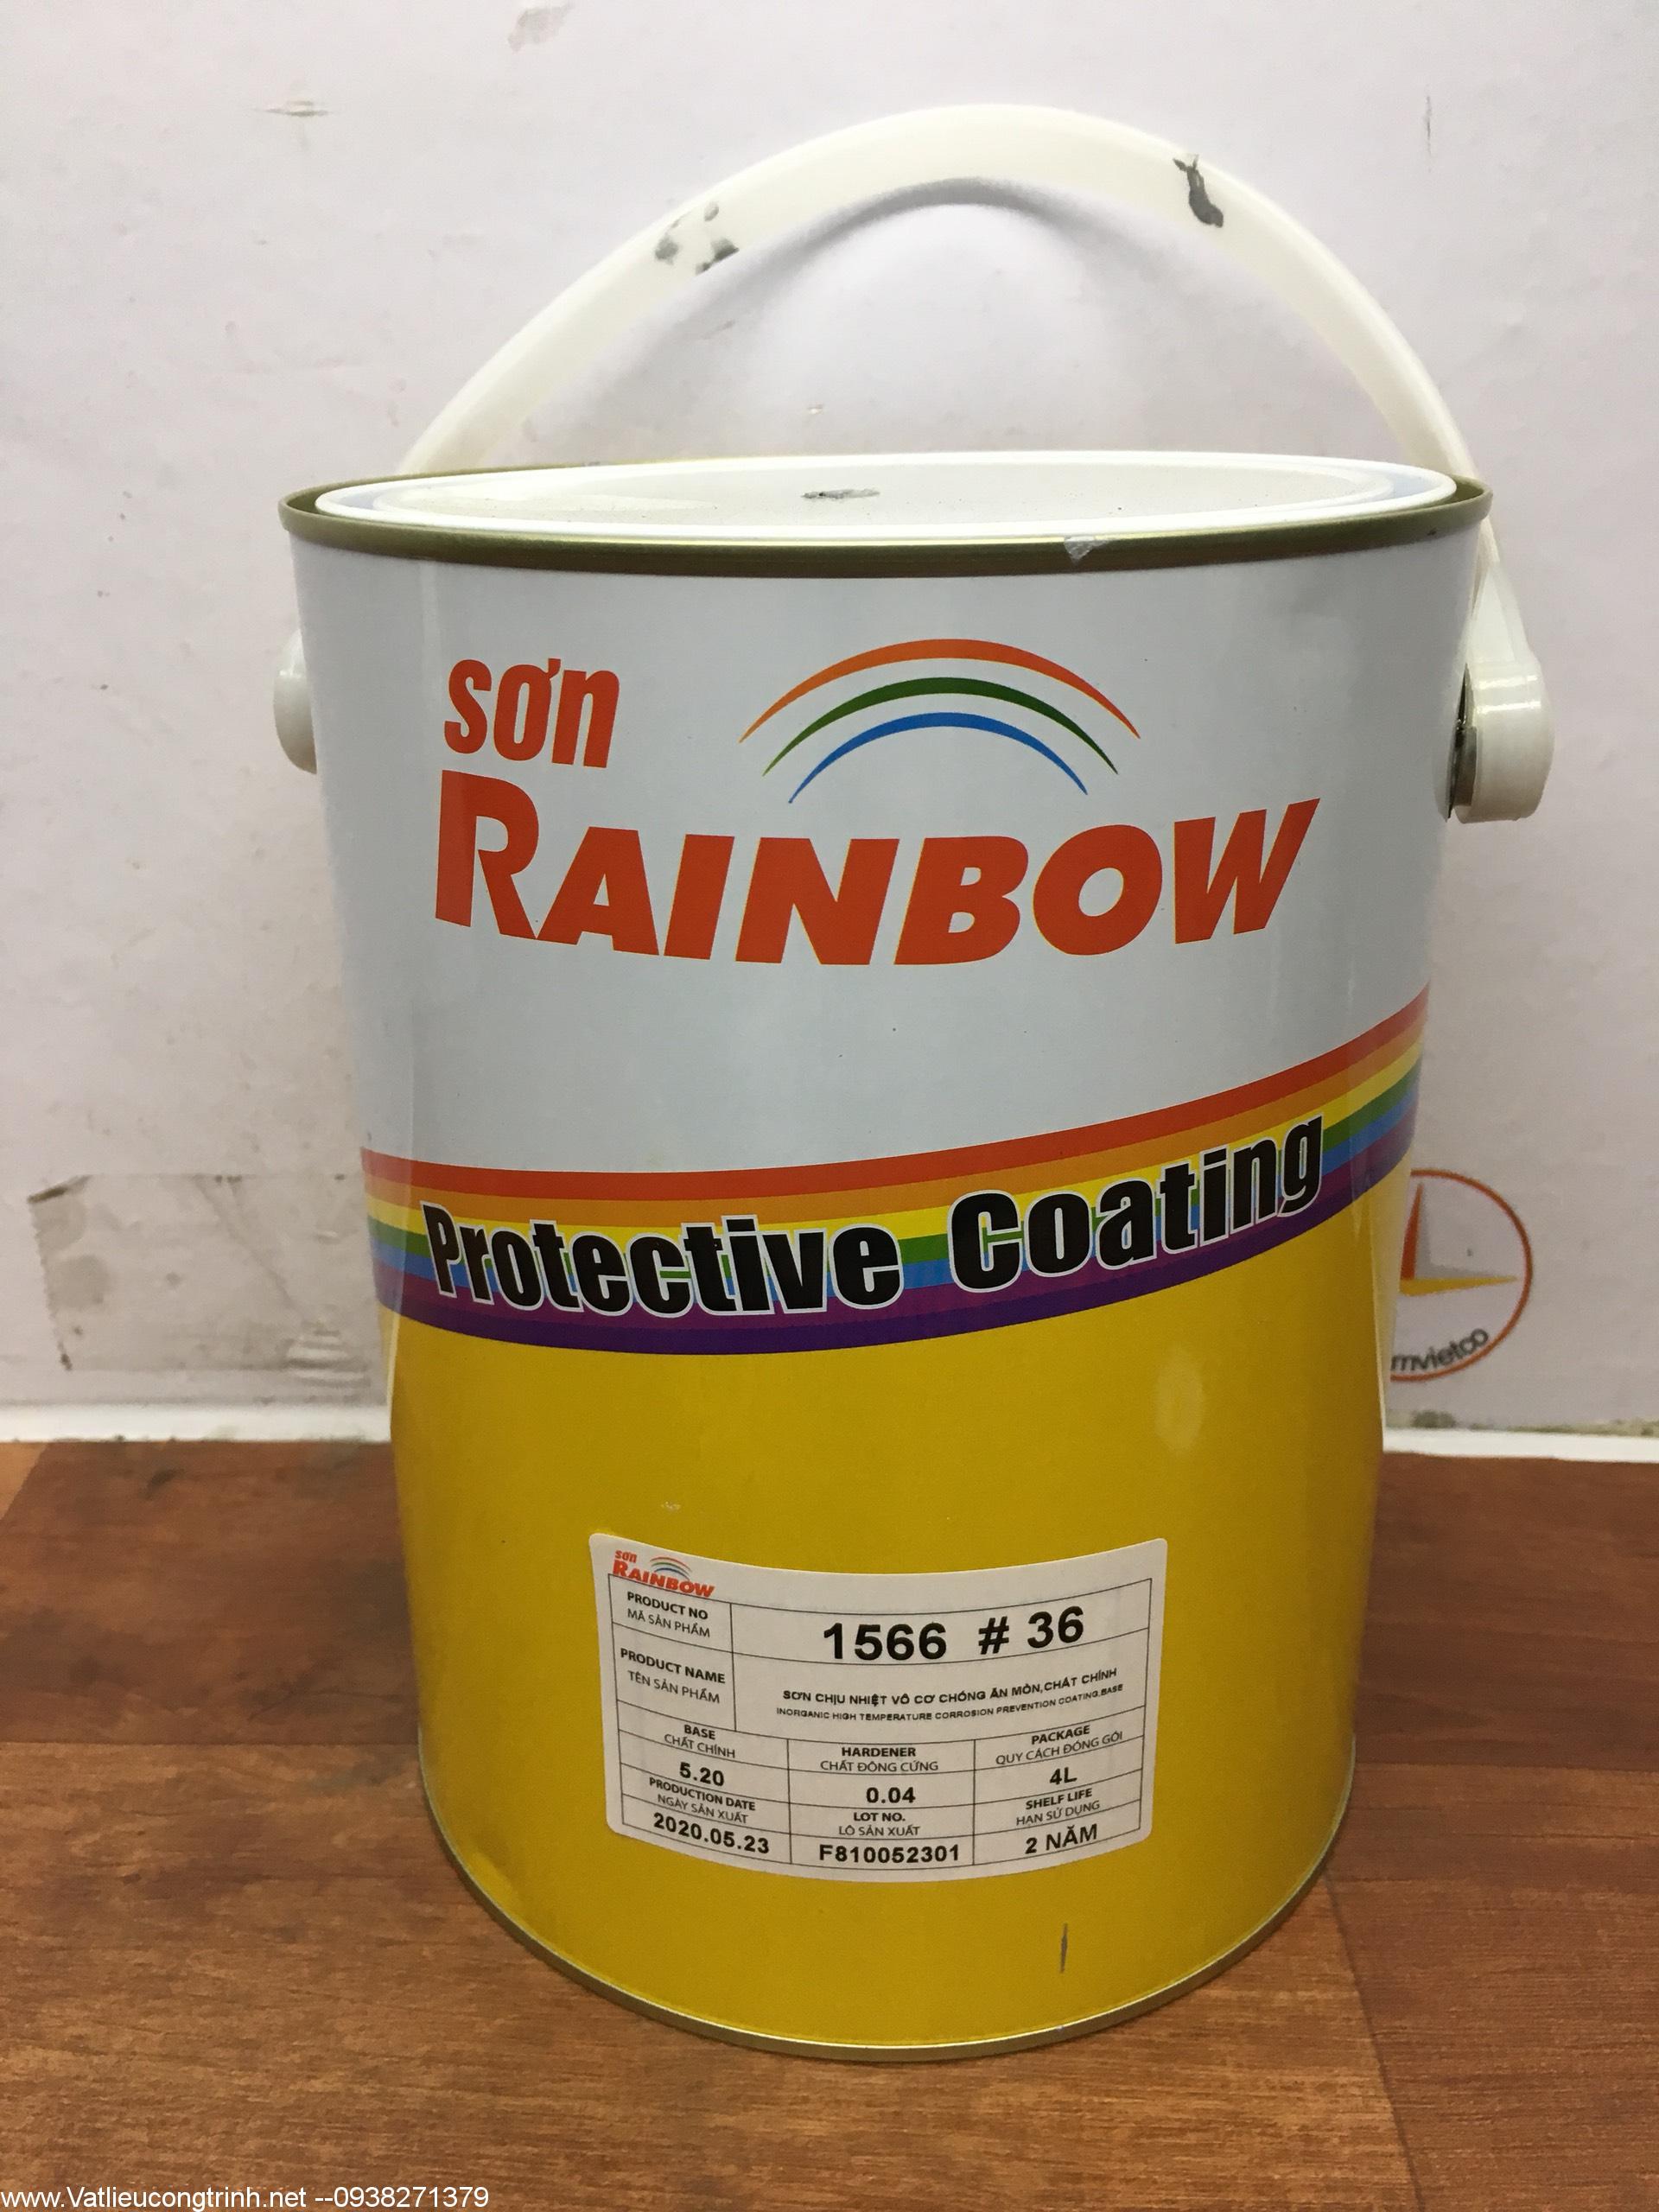 sơn
RAINBOW
Protective Coating
mvietco
sơn
RAINBOW
PRODUCT NO
MÃ SẢN PHẨM
1566 # 36
PRODUCT NAME
TÊN SẢN PHẨM
SƠN CHỊU NHIỆT VÔ CƠ CHỐNG ĂN MÒN,CHẤT CHÍNH
INORGANIC HIGH TEMPERATURE CORROSION PREVENTION COATING,BASE
BASE
CHẤT CHÍNH
5.20
HARDENER
CHẤT ĐÔNG CỨNG
0.04
PACKAGE
QUY CÁCH ĐÓNG GÓI
4L
PRODUCTION DATE
NGÀY SẢN XUẤT
2020.05.23
LOT NO.
LÔ SẢN XUẤT
F810052301
SHELF LIFE
HẠN SỬ DỤNG
2 NĂM
www.Vatlieucongtrinh.net --0938271379